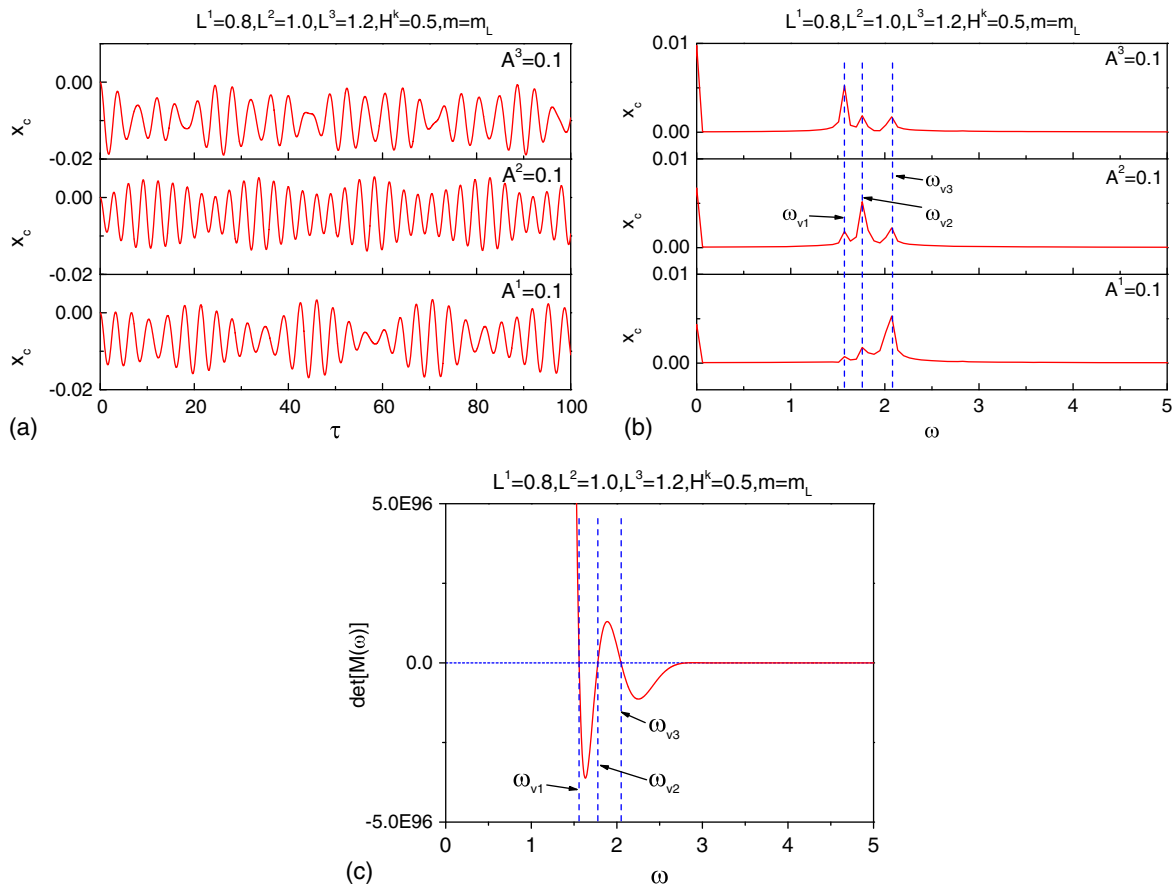 L¹=0.8,L²=1.0,L³=1.2,Hᵏ=0.5,m=m_L
A³=0.1
0.00
-0.02
x_c
A²=0.1
0.00
-0.02
x_c
A¹=0.1
0.00
-0.02
x_c
0 20 40 60 80 100
τ
(a)
L¹=0.8,L²=1.0,L³=1.2,Hᵏ=0.5,m=m_L
0.01
A³=0.1
x_c
0.00
0.01
A²=0.1
ω_v3
ω_v1
ω_v2
x_c
0.00
0.01
A¹=0.1
x_c
0.00
0 1 2 3 4 5
ω
(b)
L¹=0.8,L²=1.0,L³=1.2,Hᵏ=0.5,m=m_L
5.0E96
det[M(ω)]
0.0
ω_v3
ω_v1
ω_v2
-5.0E96
0 1 2 3 4 5
ω
(c)